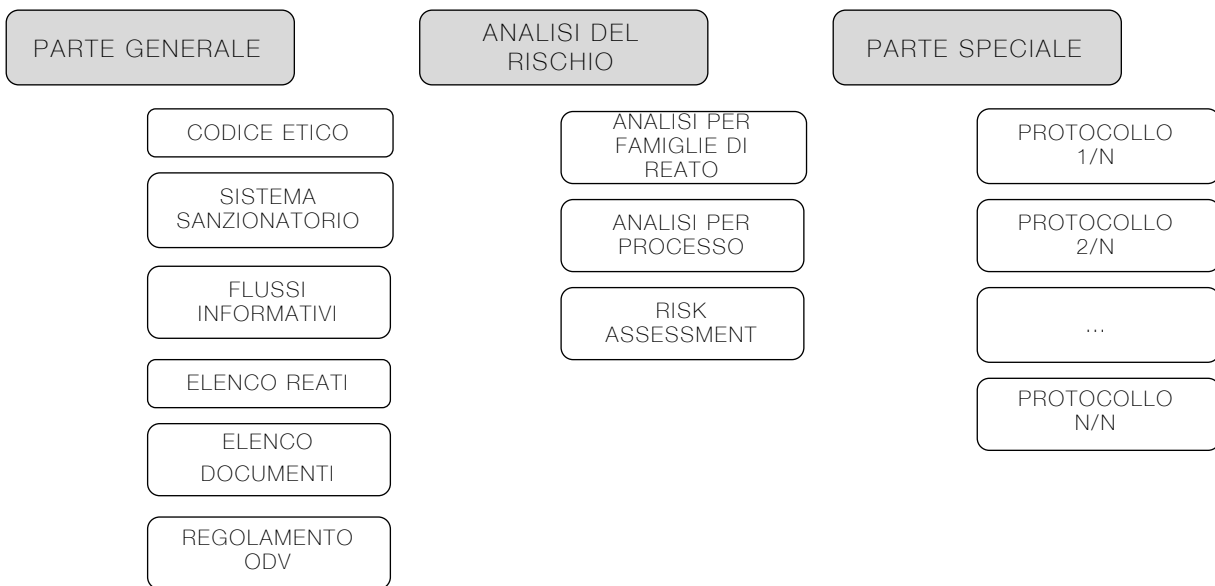 PARTE GENERALE
CODICE ETICO
SISTEMA
SANZIONATORIO
FLUSSI
INFORMATIVI
ELENCO REATI
ELENCO
DOCUMENTI
REGOLAMENTO
ODV
ANALISI DEL
RISCHIO
ANALISI PER
FAMIGLIE DI
REATO
ANALISI PER
PROCESSO
RISK
ASSESSMENT
PARTE SPECIALE
PROTOCOLLO
1/N
PROTOCOLLO
2/N
...
PROTOCOLLO
N/N